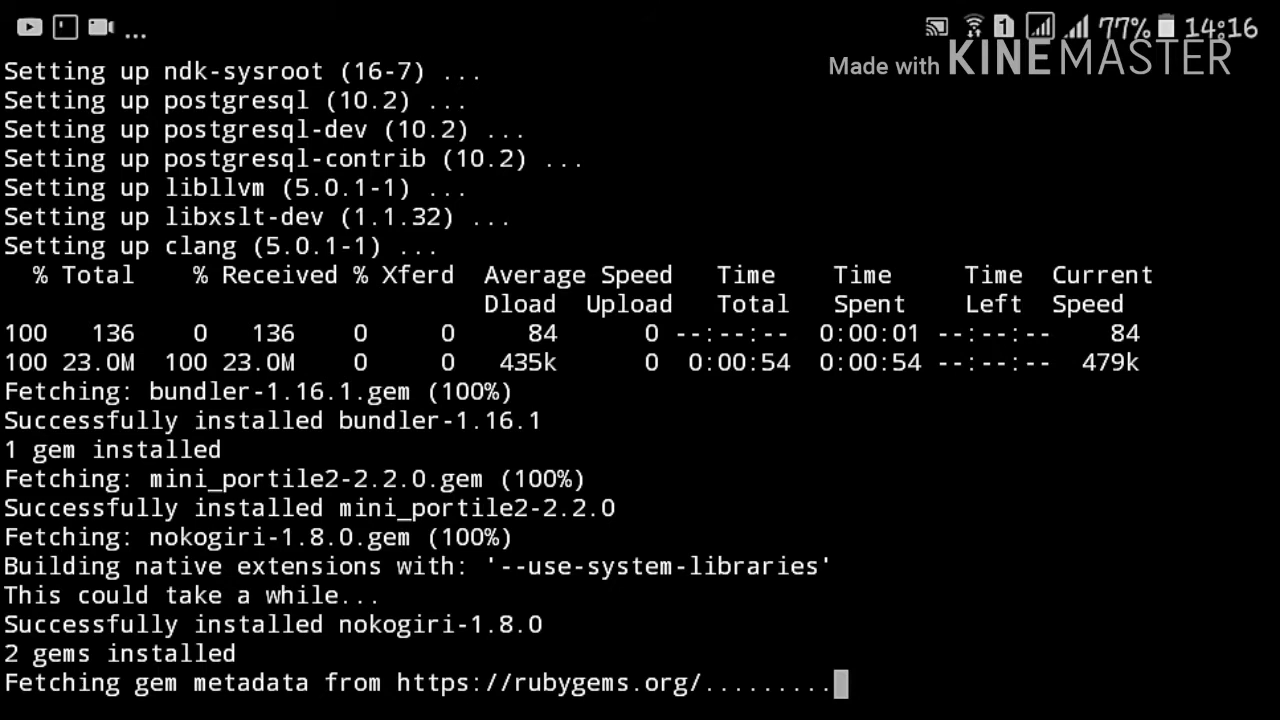 ... 1 77% 14:16
Made with KINEMASTER
Setting up ndk-sysroot (16-7) ...
Setting up postgresql (10.2) ...
Setting up postgresql-dev (10.2) ...
Setting up postgresql-contrib (10.2) ...
Setting up libllvm (5.0.1-1) ...
Setting up libxslt-dev (1.1.32) ...
Setting up clang (5.0.1-1) ...
% Total % Received % Xferd Average Speed Time Time Time Current
Dload Upload Total Spent Left Speed
100 136 0 136 0 0 84 0 --:--:-- 0:00:01 --:--:-- 84
100 23.0M 100 23.0M 0 0 435k 0 0:00:54 0:00:54 --:--:-- 479k
Fetching: bundler-1.16.1.gem (100%)
Successfully installed bundler-1.16.1
1 gem installed
Fetching: mini_portile2-2.2.0.gem (100%)
Successfully installed mini_portile2-2.2.0
Fetching: nokogiri-1.8.0.gem (100%)
Building native extensions with: '--use-system-libraries'
This could take a while...
Successfully installed nokogiri-1.8.0
2 gems installed
Fetching gem metadata from https://rubygems.org/.........